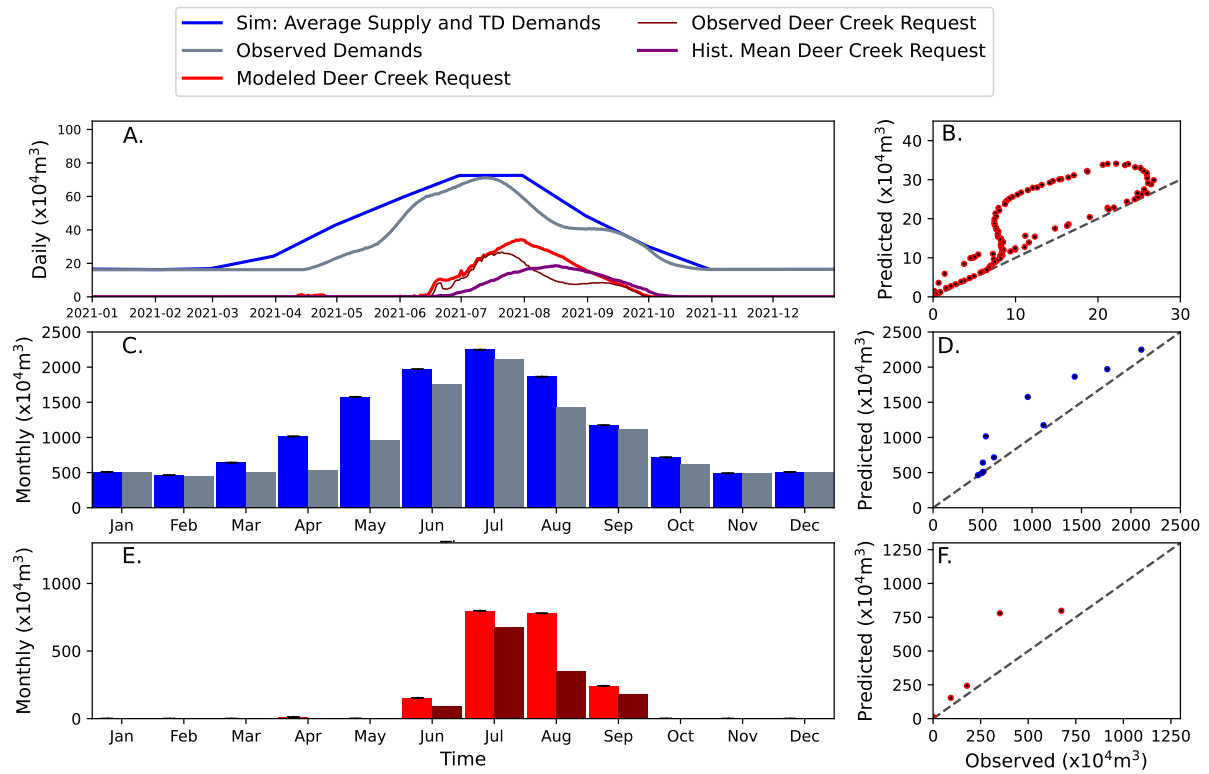 Sim: Average Supply and TD Demands
Observed Demands
Modeled Deer Creek Request
Observed Deer Creek Request
Hist. Mean Deer Creek Request
A.
Daily (x10⁴m³)
100
80
60
40
20
0
2021-01 2021-02 2021-03 2021-04 2021-05 2021-06 2021-07 2021-08 2021-09 2021-10 2021-11 2021-12
B.
Predicted (x10⁴m³)
40
30
20
10
0
0 10 20 30
C.
Monthly (x10⁴m³)
2500
2000
1500
1000
500
0
Jan Feb Mar Apr May Jun Jul Aug Sep Oct Nov Dec
D.
Predicted (x10⁴m³)
2500
2000
1500
1000
500
0
0 500 1000 1500 2000 2500
E.
Monthly (x10⁴m³)
1000
500
0
Jan Feb Mar Apr May Jun Jul Aug Sep Oct Nov Dec
Time
F.
Predicted (x10⁴m³)
1250
1000
750
500
250
0
0 250 500 750 1000 1250
Observed (x10⁴m³)